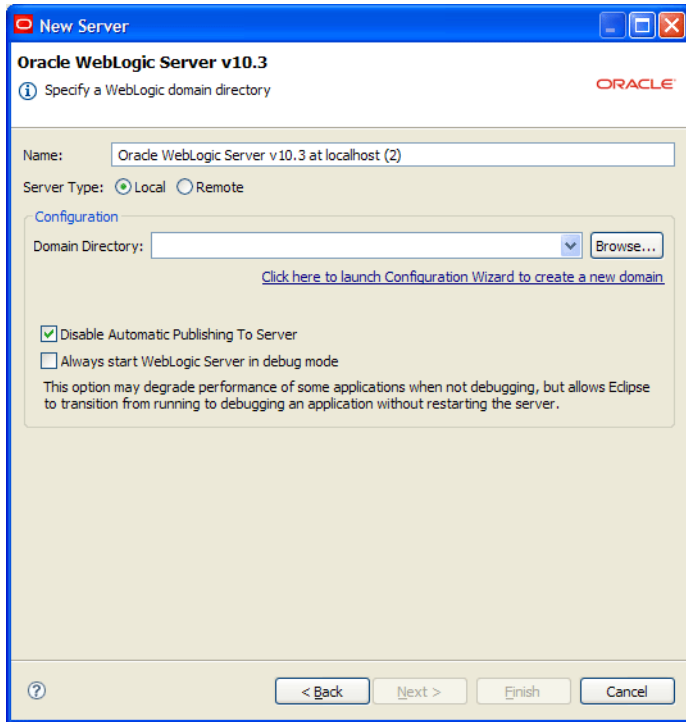 New Server
Oracle WebLogic Server v10.3
Specify a WebLogic domain directory
ORACLE
Name: Oracle WebLogic Server v10.3 at localhost (2)
Server Type: Local Remote
Configuration
Domain Directory: Browse...
Click here to launch Configuration Wizard to create a new domain
Disable Automatic Publishing To Server
Always start WebLogic Server in debug mode
This option may degrade performance of some applications when not debugging, but allows Eclipse
to transition from running to debugging an application without restarting the server.
? < Back Next > Finish Cancel